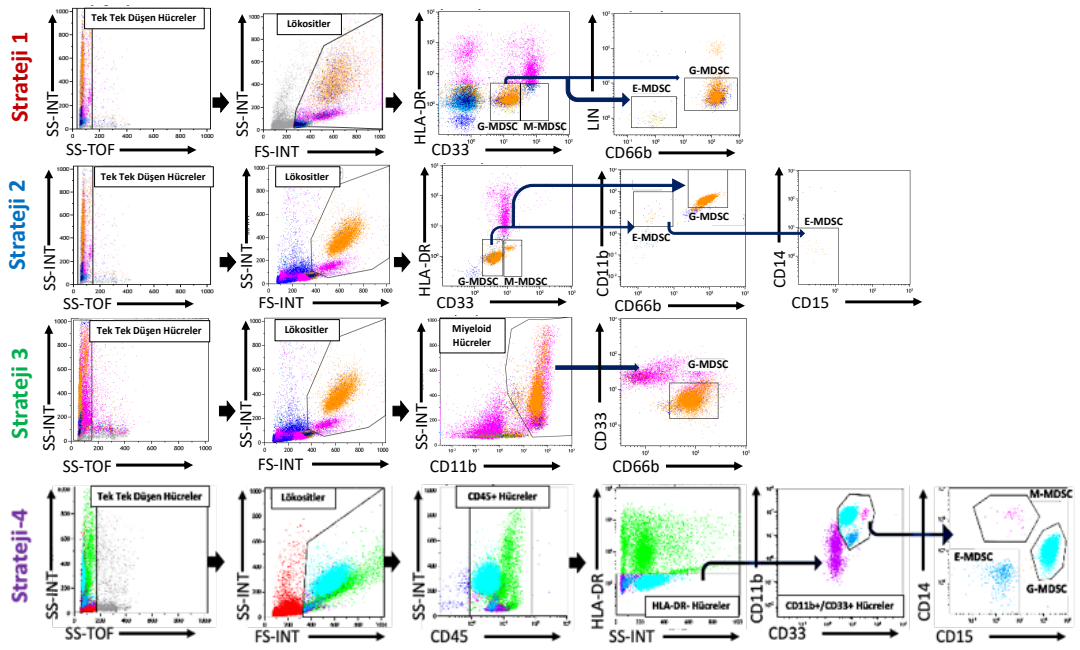 Strateji 1
Tek Tek Düşen Hücreler
SS-INT
SS-TOF
Lökositler
SS-INT
FS-INT
HLA-DR
G-MDSC
M-MDSC
CD33
LIN
E-MDSC
G-MDSC
CD66b
Strateji 2
Tek Tek Düşen Hücreler
SS-INT
SS-TOF
Lökositler
SS-INT
FS-INT
HLA-DR
G-MDSC
M-MDSC
CD33
CD11b
E-MDSC
G-MDSC
CD66b
CD14
E-MDSC
CD15
Strateji 3
Tek Tek Düşen Hücreler
SS-INT
SS-TOF
Lökositler
SS-INT
FS-INT
Miyeloid
Hücreler
SS-INT
CD11b
CD33
G-MDSC
CD66b
Strateji-4
Tek Tek Düşen Hücreler
SS-INT
SS-TOF
Lökositler
SS-INT
FS-INT
CD45+ Hücreler
SS-INT
CD45
HLA-DR
HLA-DR- Hücreler
SS-INT
CD11b
CD11b+/CD33+ Hücreler
CD33
M-MDSC
CD14
E-MDSC
G-MDSC
CD15